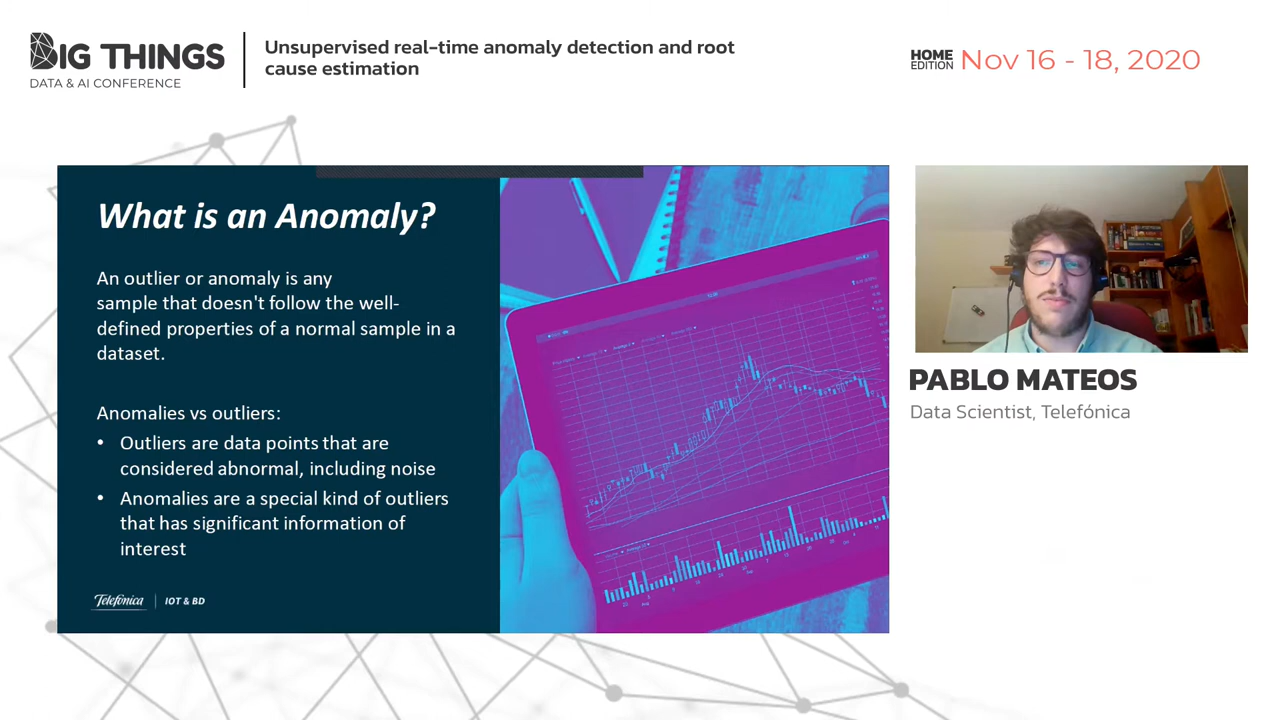 BIG THINGS
DATA & AI CONFERENCE
Unsupervised real-time anomaly detection and root
cause estimation
HOME
EDITION
Nov 16 - 18, 2020
What is an Anomaly?
An outlier or anomaly is any
sample that doesn't follow the well-
defined properties of a normal sample in a
dataset.
Anomalies vs outliers:
• Outliers are data points that are
considered abnormal, including noise
• Anomalies are a special kind of outliers
that has significant information of
interest
Telefónica | IOT & BD
PABLO MATEOS
Data Scientist, Telefónica